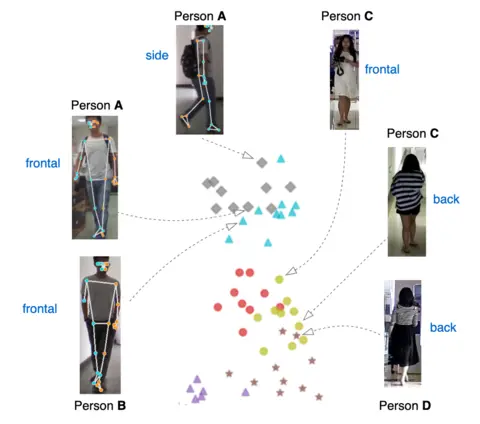 Person A
Person C
side
frontal
Person A
Person C
frontal
back
frontal
back
Person B
Person D